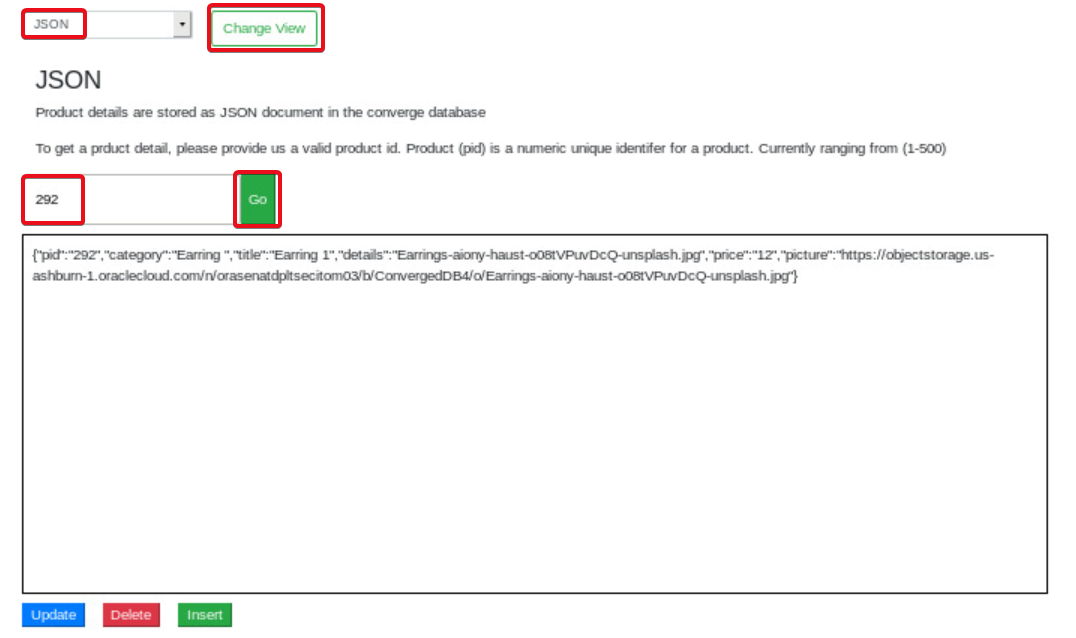 JSON
Change View
JSON
Product details are stored as JSON document in the converge database
To get a prduct detail, please provide us a valid product id. Product (pid) is a numeric unique identifer for a product. Currently ranging from (1-500)
292
Go
{"pid":"292","category":"Earring ","title":"Earring 1","details":"Earrings-aiony-haust-o08tVPuvDcQ-unsplash.jpg","price":"12","picture":"https://objectstorage.us-
ashburn-1.oraclecloud.com/n/orasenatdpltsecitom03/b/ConvergedDB4/o/Earrings-aiony-haust-o08tVPuvDcQ-unsplash.jpg"}
Update
Delete
Insert